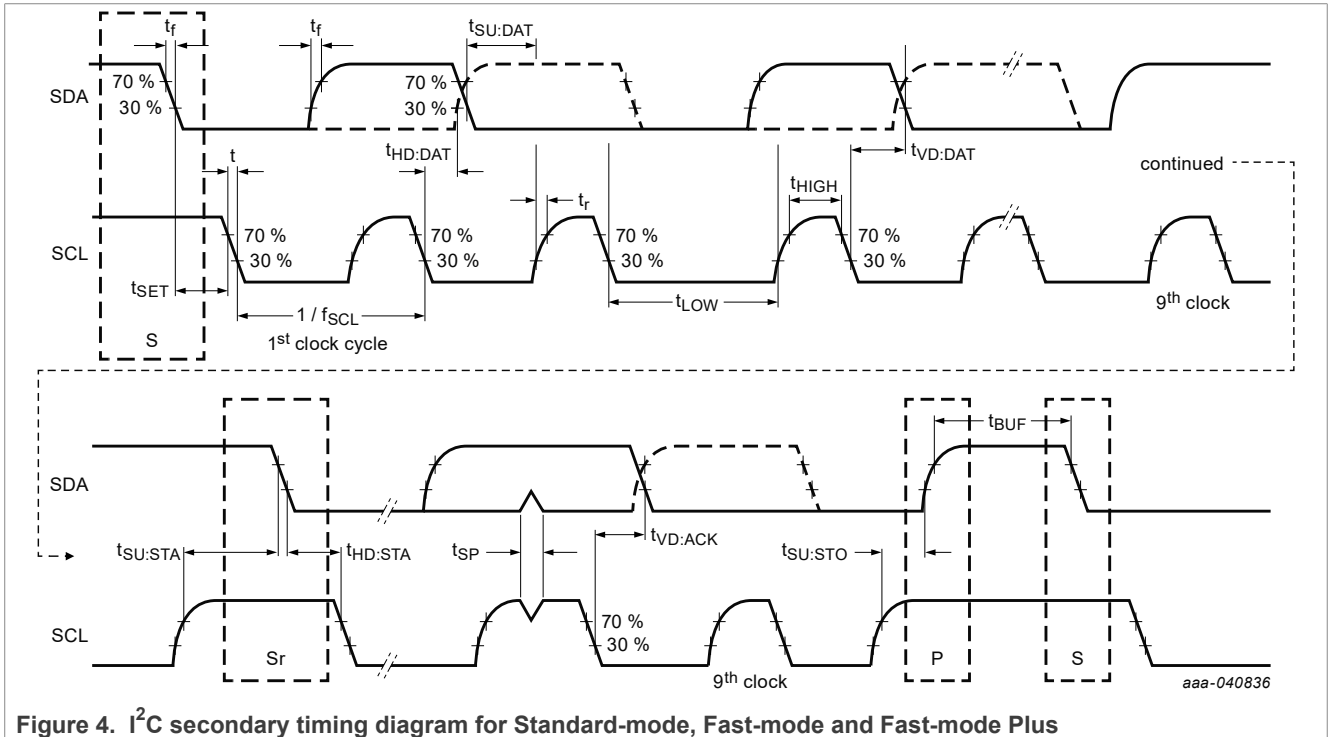 tf tf tSU:DAT
70 % 70 %
SDA
30 % 30 %
tHD:DAT tVD:DAT
continued
t tr tHIGH
70 % 70 % 70 % 70 %
SCL
30 % 30 % 30 % 30 %
tSET tLOW 9th clock
1 / fSCL
S 1st clock cycle
tBUF
SDA
tSU:STA tHD:STA tSP tVD:ACK tSU:STO
70 %
SCL
30 %
Sr P S
9th clock
aaa-040836
Figure 4. I²C secondary timing diagram for Standard-mode, Fast-mode and Fast-mode Plus